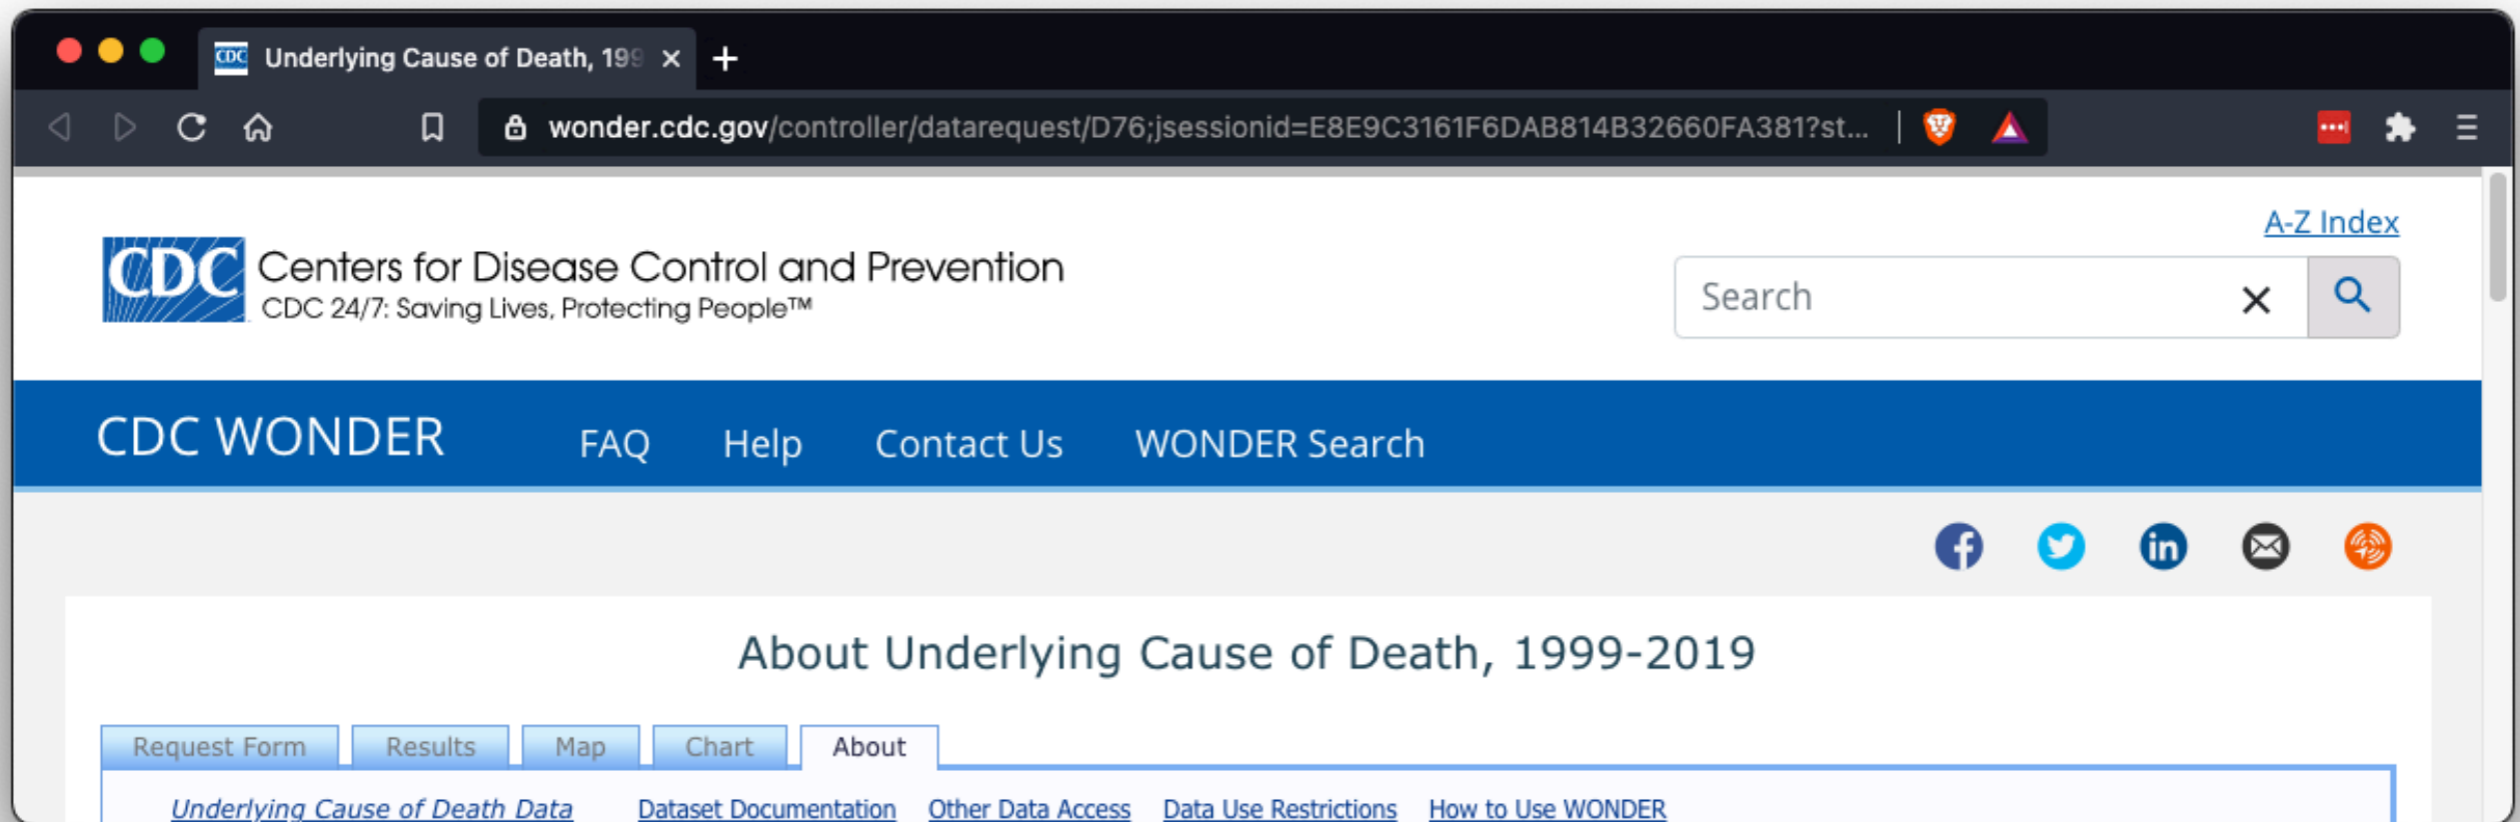 CDC Underlying Cause of Death, 199
wonder.cdc.gov/controller/datarequest/D76;jsessionid=E8E9C3161F6DAB814B32660FA381?st...
A-Z Index
CDC Centers for Disease Control and Prevention
CDC 24/7: Saving Lives, Protecting People™
Search
CDC WONDER FAQ Help Contact Us WONDER Search
About Underlying Cause of Death, 1999-2019
Request Form Results Map Chart About
Underlying Cause of Death Data Dataset Documentation Other Data Access Data Use Restrictions How to Use WONDER